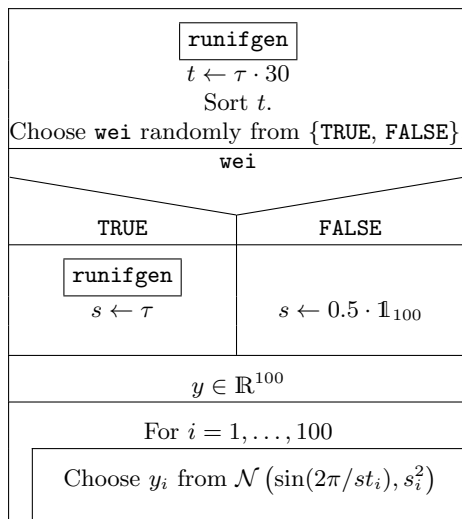 runifgen
t ← τ · 30
Sort t.
Choose wei randomly from {TRUE, FALSE}
wei
TRUE FALSE
runifgen
s ← τ
s ← 0.5 · 𝟙₁₀₀
y ∈ ℝ¹⁰⁰
For i = 1, . . . , 100
Choose yᵢ from 𝒩 (sin(2π/stᵢ), sᵢ²)